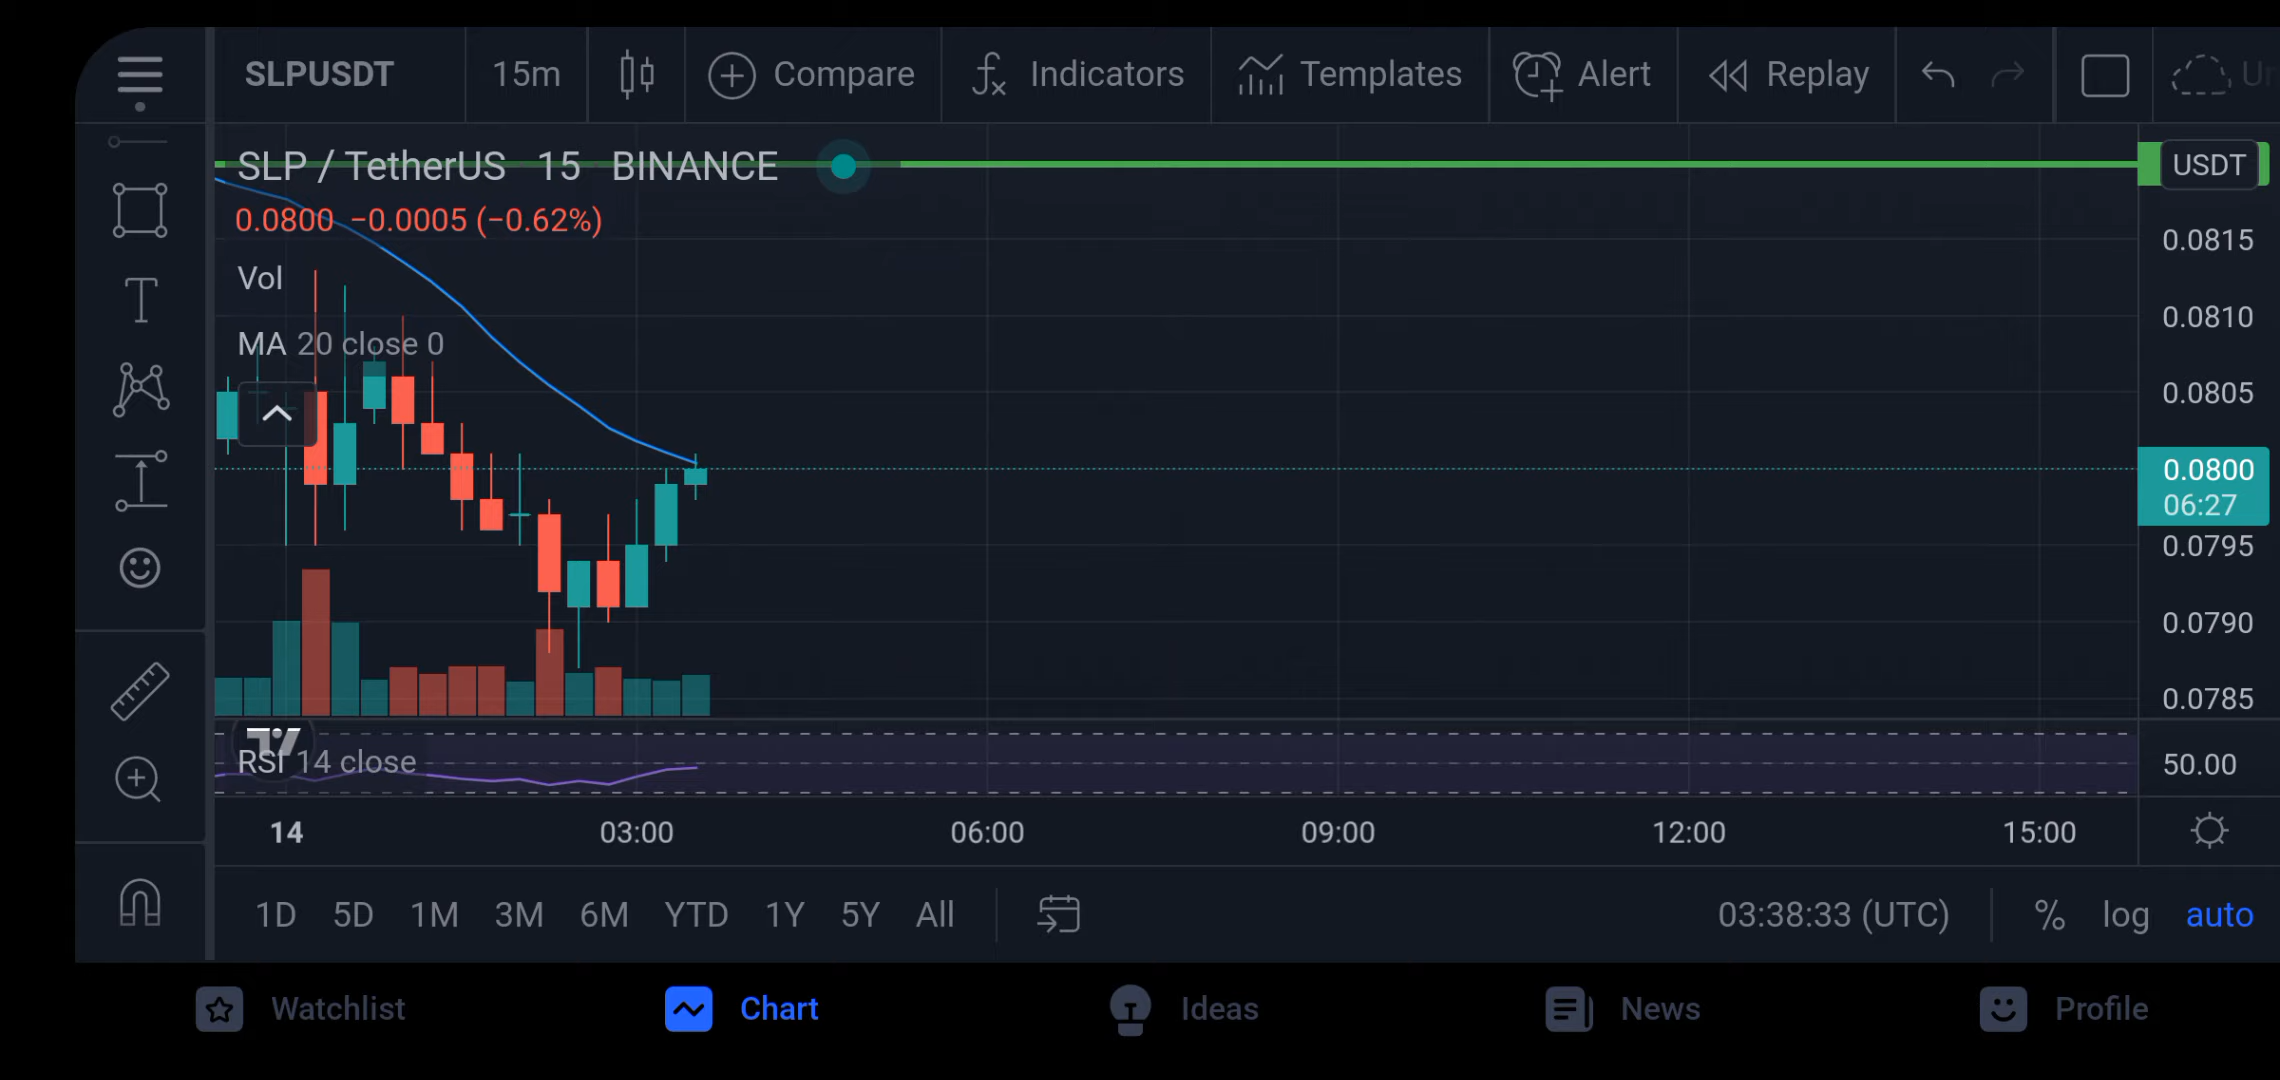 SLPUSDT 15m Compare Indicators Templates Alert Replay
SLP / TetherUS 15 BINANCE
USDT
0.0800 −0.0005 (−0.62%)
0.0815
Vol
0.0810
MA 20 close 0
0.0805
0.0800
06:27
0.0795
0.0790
0.0785
RSI 14 close
50.00
14 03:00 06:00 09:00 12:00 15:00
1D 5D 1M 3M 6M YTD 1Y 5Y All 03:38:33 (UTC) % log auto
Watchlist Chart Ideas News Profile